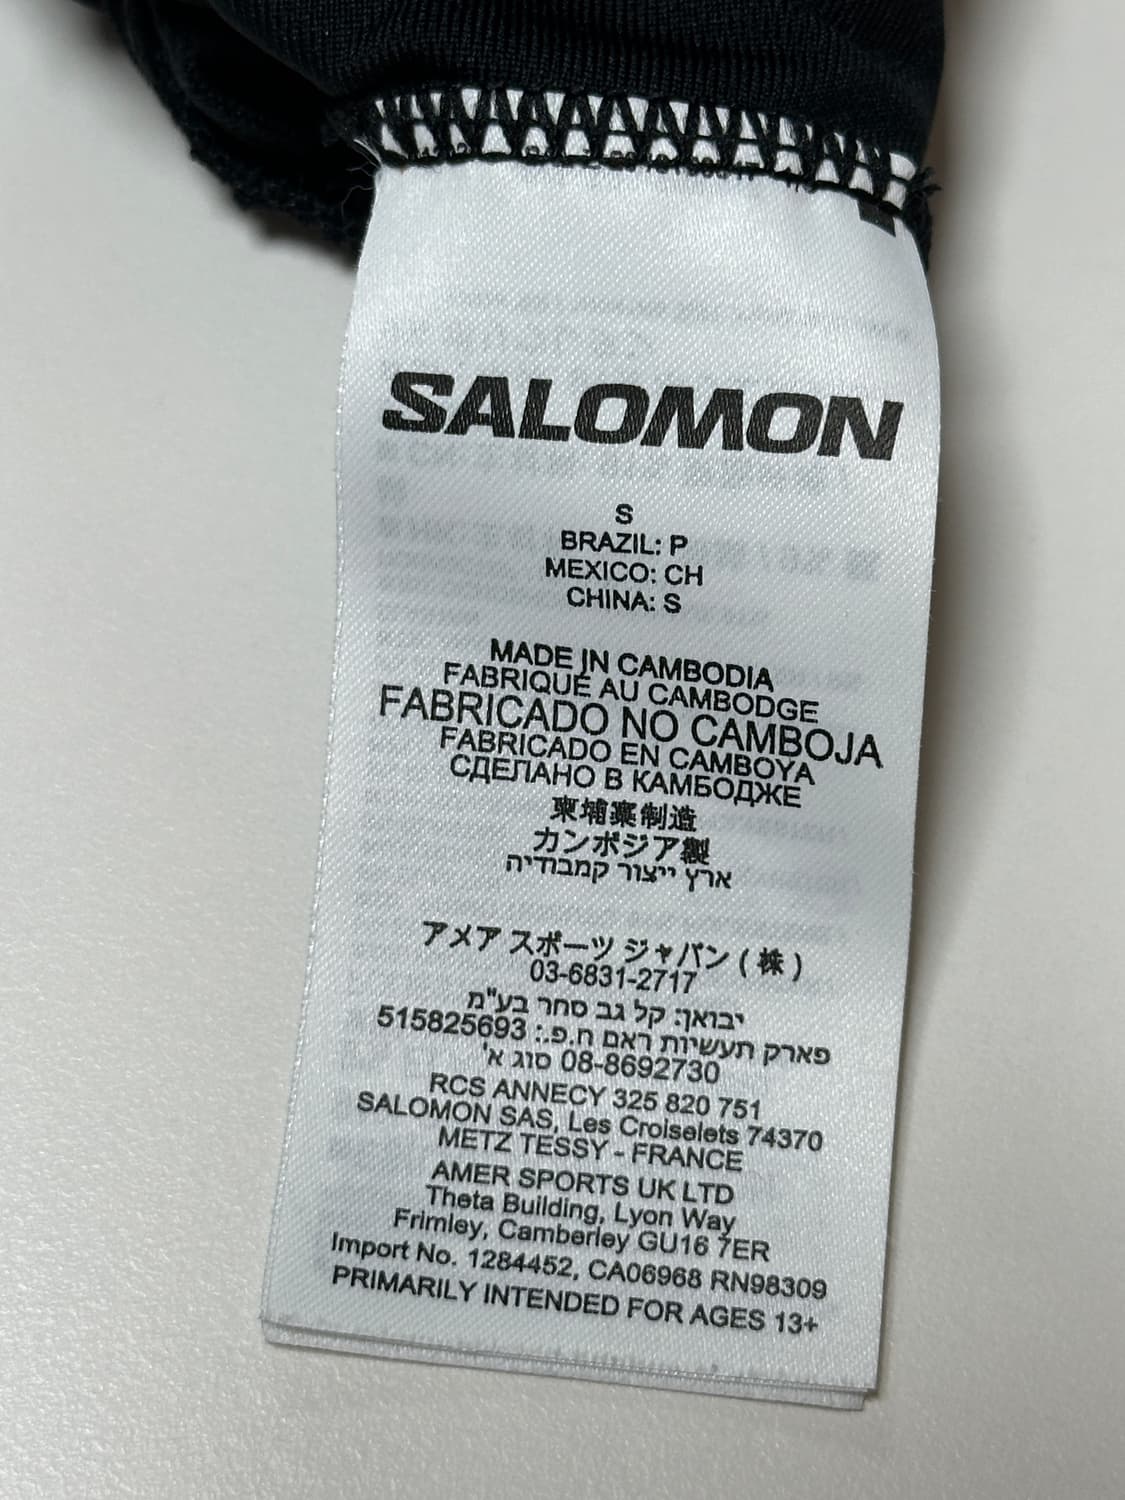 SALOMON
S
BRAZIL: P
MEXICO: CH
CHINA: S
MADE IN CAMBODIA
FABRIQUÉ AU CAMBODGE
FABRICADO NO CAMBOJA
FABRICADO EN CAMBOYA
СДЕЛАНО В КАМБОДЖЕ
柬埔寨制造
カンボジア製
ארץ ייצור קמבודיה
アメア スポーツ ジャパン ( 株 )
03-6831-2717
יבואן: קל גב סחר בע"מ
פארק תעשיות ראם ח.פ.: 515825693
08-8692730 סוג א'
RCS ANNECY 325 820 751
SALOMON SAS, Les Croiselets 74370
METZ TESSY - FRANCE
AMER SPORTS UK LTD
Theta Building, Lyon Way
Frimley, Camberley GU16 7ER
Import No. 1284452, CA06968 RN98309
PRIMARILY INTENDED FOR AGES 13+